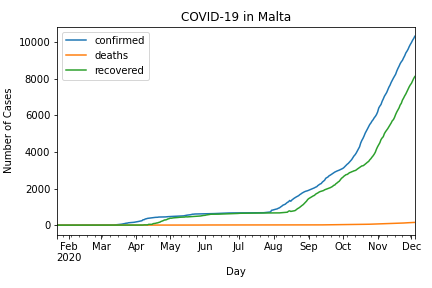 COVID-19 in Malta
confirmed
deaths
recovered
Number of Cases
10000
8000
6000
4000
2000
0
Feb Mar Apr May Jun Jul Aug Sep Oct Nov Dec
2020
Day